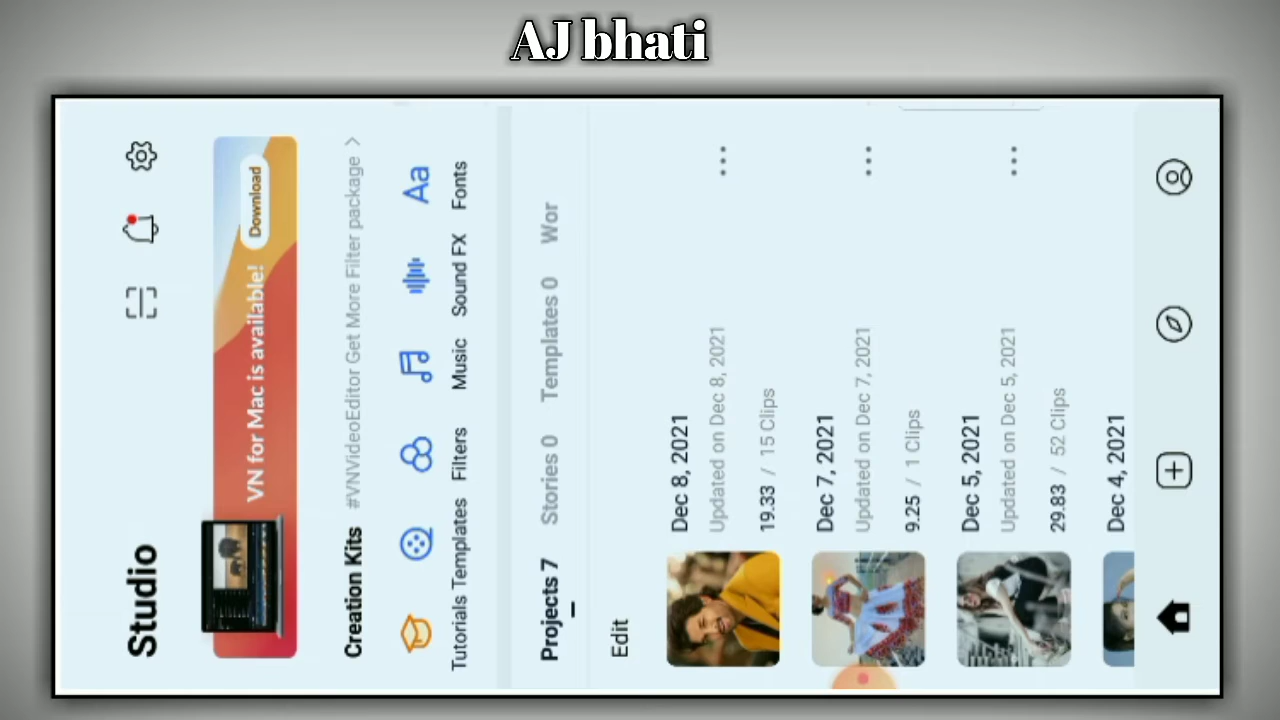 AJ bhati
Studio
VN for Mac is available!
Download
Creation Kits #VNVideoEditor Get More Filter package >
Tutorials Templates Filters Music Sound FX Fonts
Projects 7 Stories 0 Templates 0 Wor
Edit
Dec 8, 2021
Updated on Dec 8, 2021
19.33 / 15 Clips
Dec 7, 2021
Updated on Dec 7, 2021
9.25 / 1 Clips
Dec 5, 2021
Updated on Dec 5, 2021
29.83 / 52 Clips
Dec 4, 2021